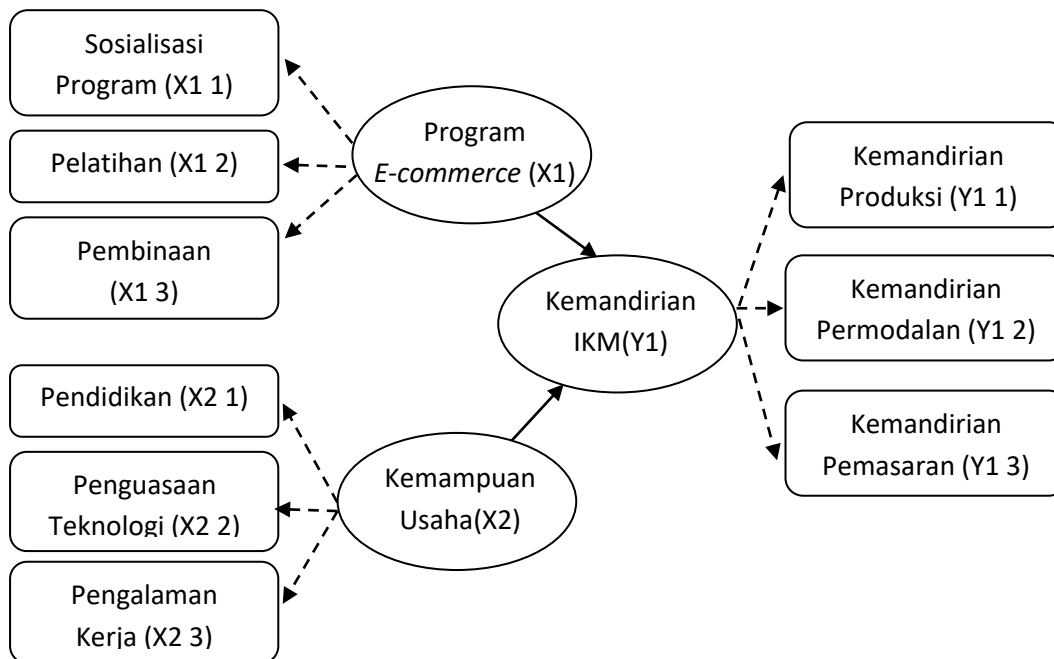 Sosialisasi
Program (X1 1)
Pelatihan (X1 2)
Pembinaan
(X1 3)
Program
E-commerce (X1)
Kemandirian
IKM(Y1)
Kemandirian
Produksi (Y1 1)
Kemandirian
Permodalan (Y1 2)
Kemandirian
Pemasaran (Y1 3)
Pendidikan (X2 1)
Penguasaan
Teknologi (X2 2)
Pengalaman
Kerja (X2 3)
Kemampuan
Usaha(X2)